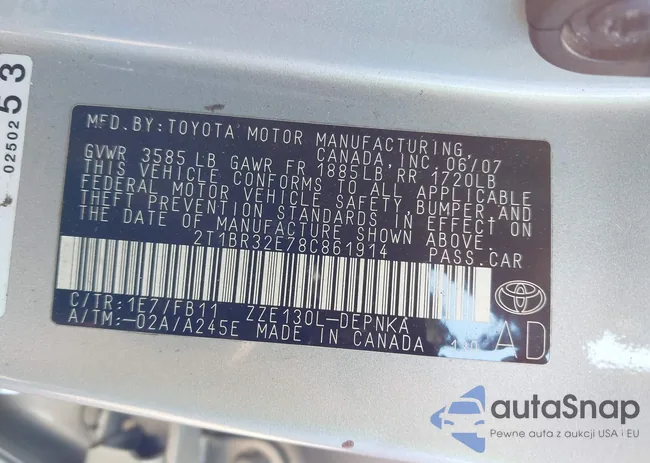 02502 53
MFD.BY:TOYOTA MOTOR MANUFACTURING,
CANADA,INC. 06/07
GVWR 3585 LB GAWR FR 1885LB RR 1720LB
THIS VEHICLE CONFORMS TO ALL APPLICABLE
FEDERAL MOTOR VEHICLE SAFETY, BUMPER,AND
THEFT PREVENTION STANDARDS IN EFFECT ON
THE DATE OF MANUFACTURE SHOWN ABOVE.
2T1BR32E78C861914 PASS.CAR
C/TR:1E7/FB11 ZZE130L-DEPNKA
A/TM:-02A/A245E MADE IN CANADA
AD
autaSnap
Pewne auta z aukcji USA i EU